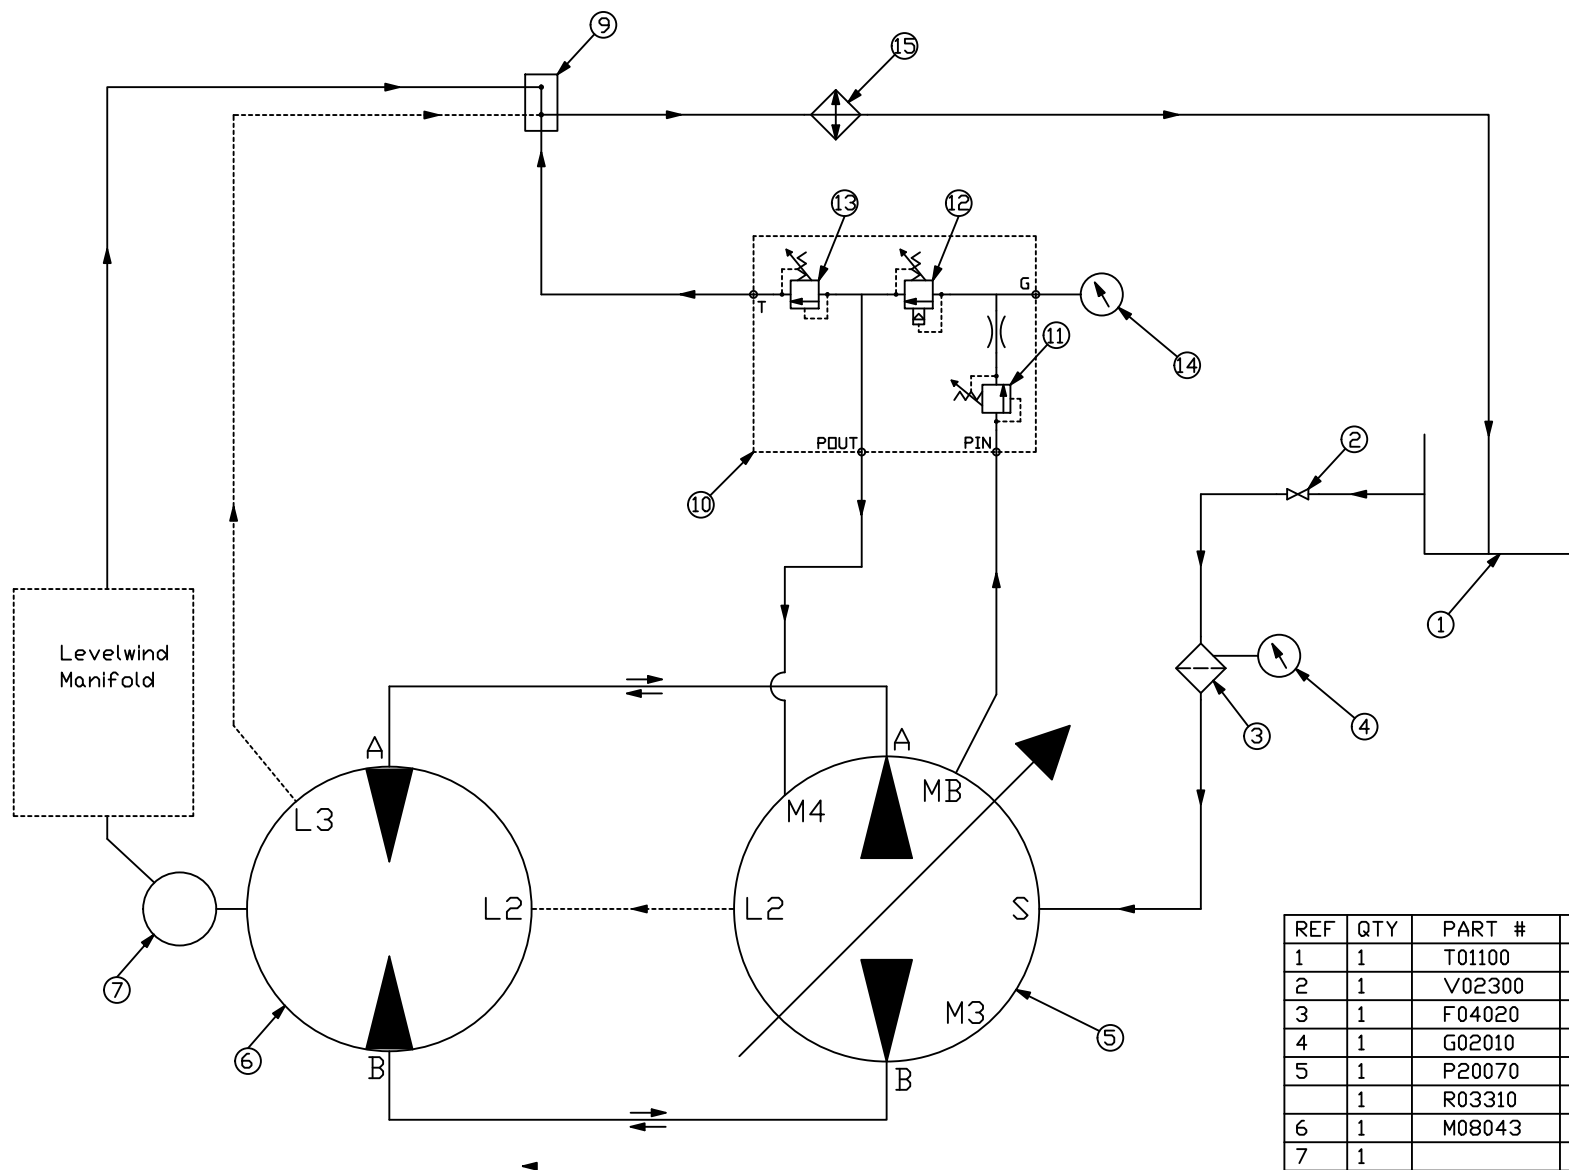 9
15
13
12
G
T
11
14
POUT
PIN
2
10
1
Levelwind
Manifold
A
A
MB
M4
L3
3
4
L2
L2
S
7
M3
6
5
B
B
REF QTY PART #
1 1 T01100
2 1 V02300
3 1 F04020
4 1 G02010
5 1 P20070
1 R03310
6 1 M08043
7 1